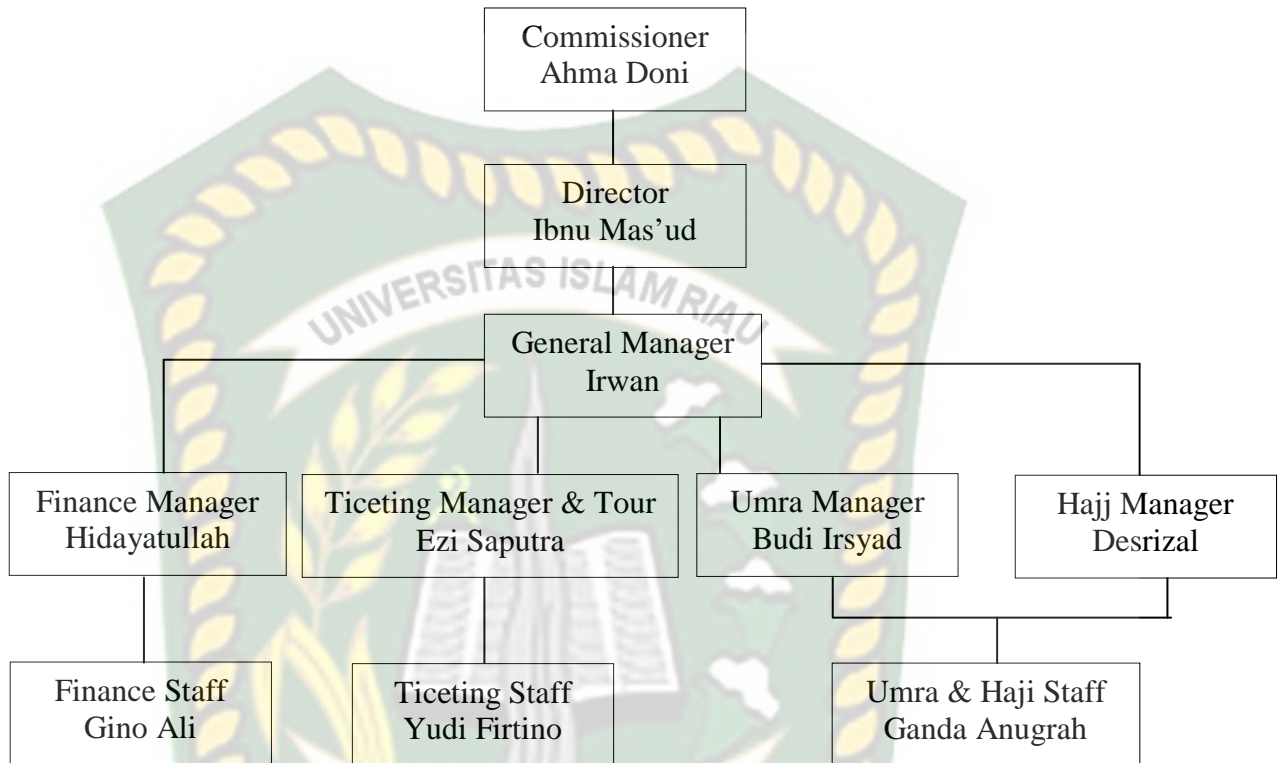 Commissioner
Ahma Doni
Director
Ibnu Mas’ud
UNIVERSITAS ISLAM RIAU
General Manager
Irwan
Finance Manager
Hidayatullah
Ticeting Manager & Tour
Ezi Saputra
Umra Manager
Budi Irsyad
Hajj Manager
Desrizal
Finance Staff
Gino Ali
Ticeting Staff
Yudi Firtino
Umra & Haji Staff
Ganda Anugrah